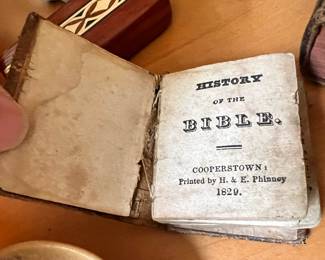 HISTORY
OF THE
BIBLE.
COOPERSTOWN:
Printed by H. & E. Phinney
1829.